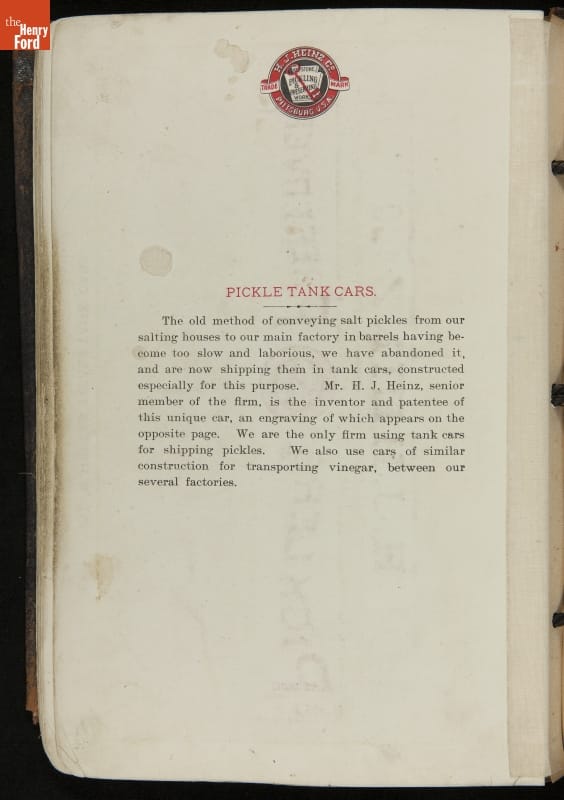 the
Henry
Ford
H. J. HEINZ CO.
KEYSTONE
PICKLING
&
PRESERVING
WORKS
TRADE MARK
PITTSBURG U.S.A.
PICKLE TANK CARS.
The old method of conveying salt pickles from our
salting houses to our main factory in barrels having be-
come too slow and laborious, we have abandoned it,
and are now shipping them in tank cars, constructed
especially for this purpose. Mr. H. J. Heinz, senior
member of the firm, is the inventor and patentee of
this unique car, an engraving of which appears on the
opposite page. We are the only firm using tank cars
for shipping pickles. We also use cars of similar
construction for transporting vinegar, between our
several factories.